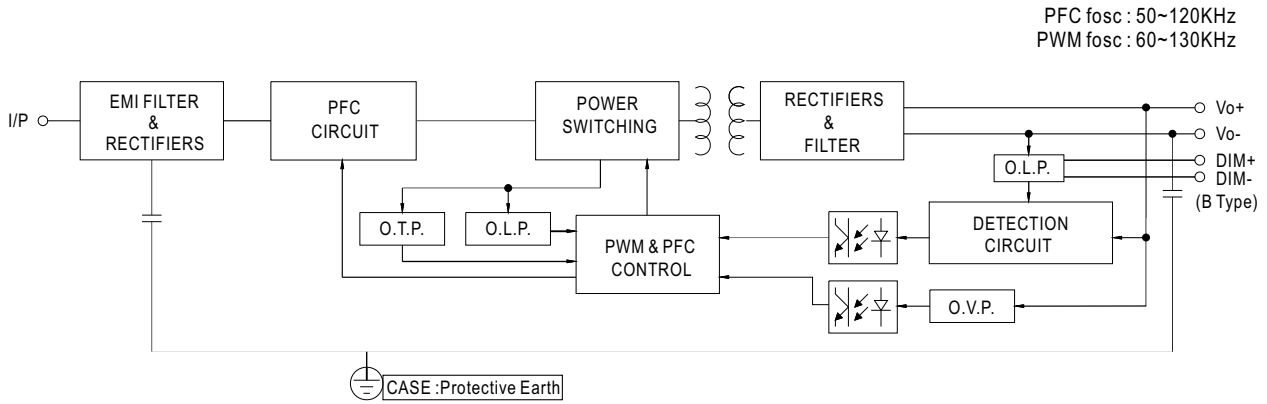 PFC fosc : 50~120KHz
PWM fosc : 60~130KHz
I/P
EMI FILTER
&
RECTIFIERS
PFC
CIRCUIT
POWER
SWITCHING
RECTIFIERS
&
FILTER
Vo+
Vo-
DIM+
DIM-
(B Type)
O.L.P.
O.T.P.
O.L.P.
PWM & PFC
CONTROL
DETECTION
CIRCUIT
O.V.P.
CASE :Protective Earth